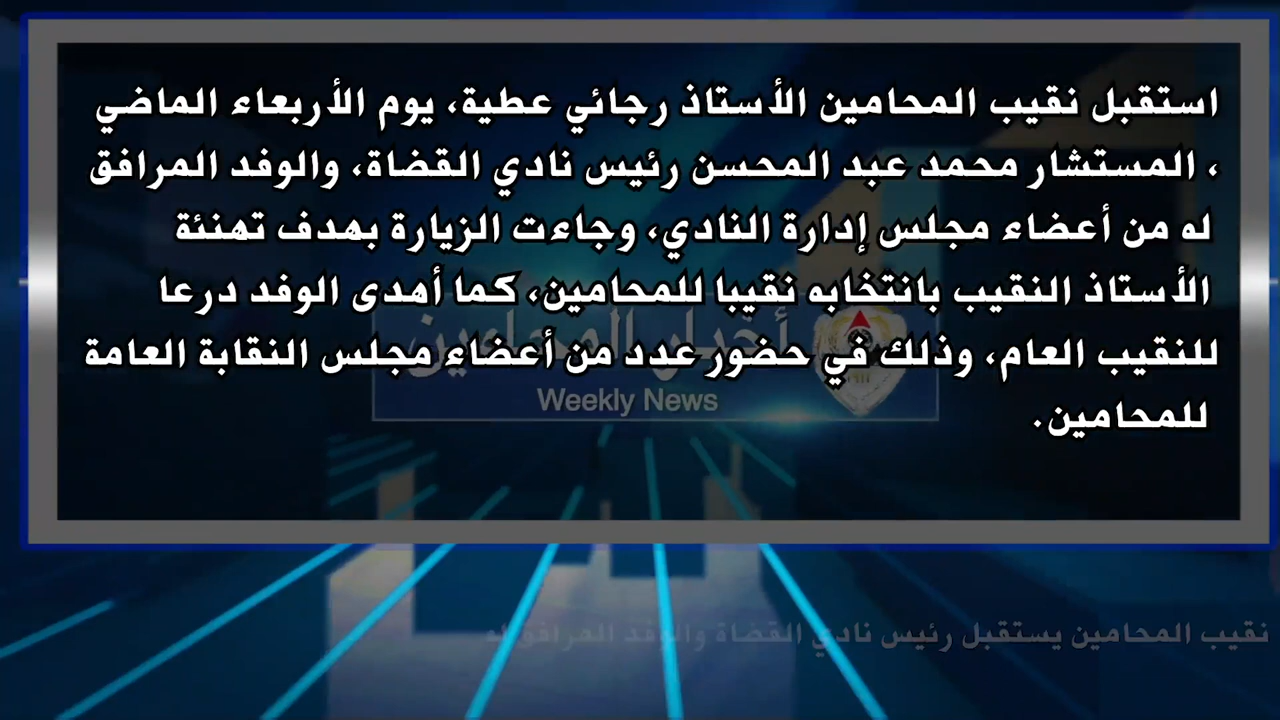 استقبل نقيب المحامين الأستاذ رجائي عطية، يوم الأربعاء الماضي
، المستشار محمد عبد المحسن رئيس نادي القضاة، والوفد المرافق
له من أعضاء مجلس إدارة النادي، وجاءت الزيارة بهدف تهنئة
الأستاذ النقيب بانتخابه نقيبا للمحامين، كما أهدى الوفد درعا
للنقيب العام، وذلك في حضور عدد من أعضاء مجلس النقابة العامة
للمحامين.
أخبار المحامين
Weekly News
نقيب المحامين يستقبل رئيس نادي القضاة والوفد المرافق له